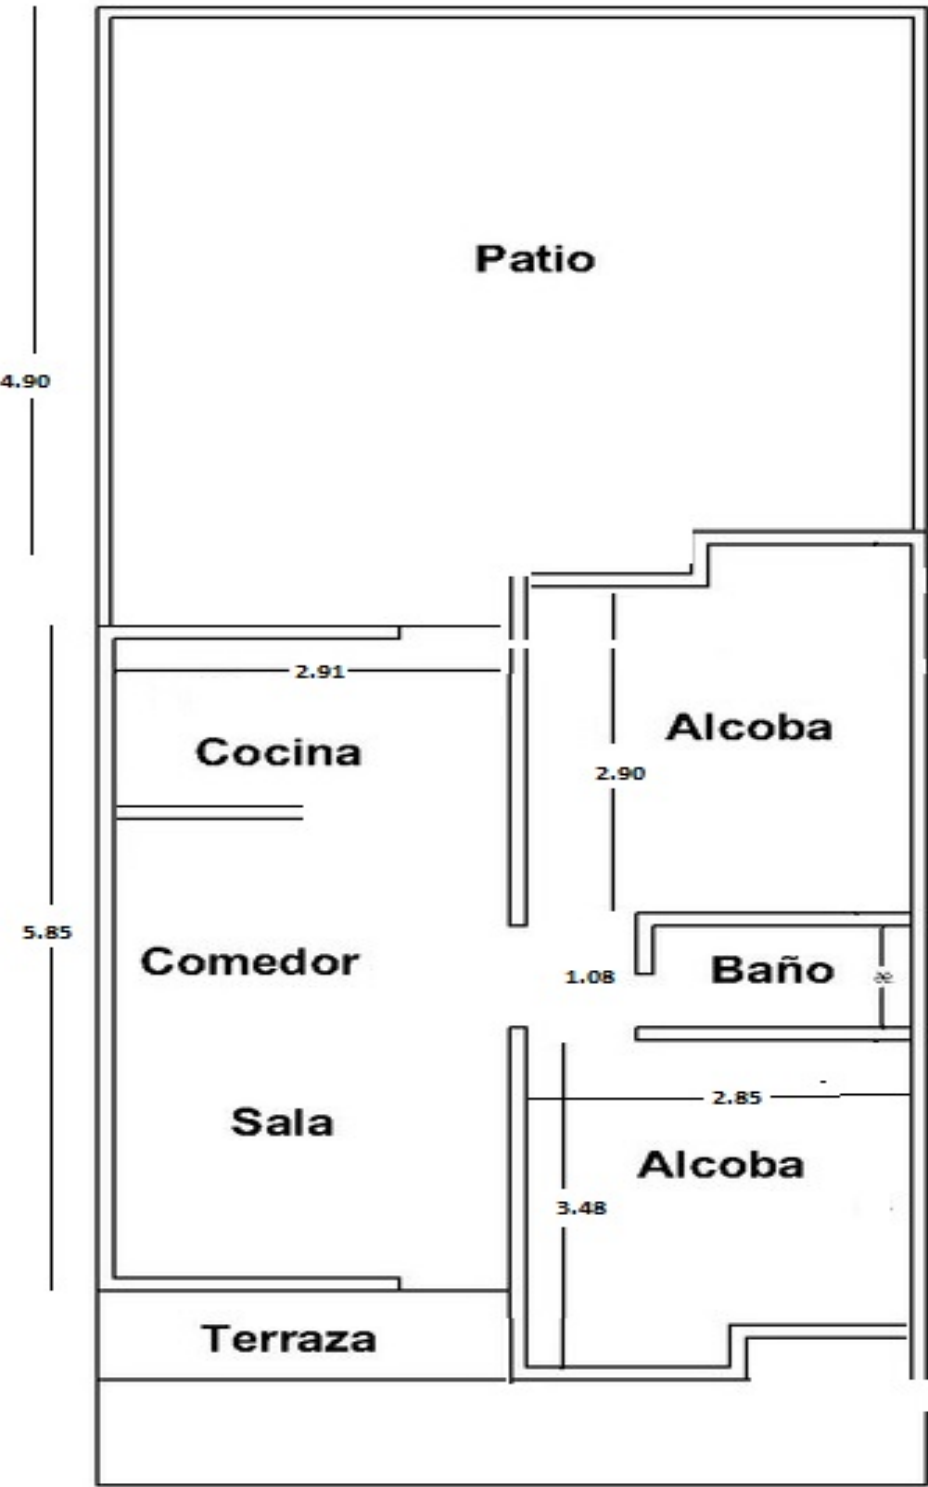 Patio
4.90
2.91
Alcoba
Cocina
2.90
5.85
Comedor
1.08
Baño
2.85
Sala
Alcoba
3.48
Terraza